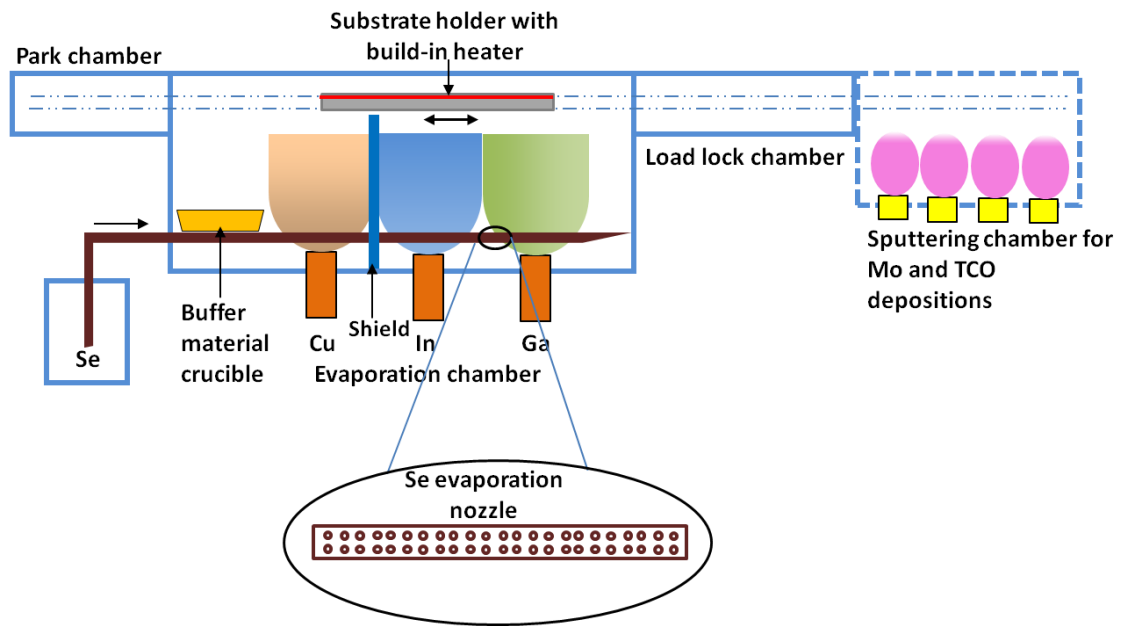 Substrate holder with
build-in heater
Park chamber
Load lock chamber
Sputtering chamber for
Mo and TCO
depositions
Buffer
material
crucible
Shield
Se
Cu
In
Ga
Evaporation chamber
Se evaporation
nozzle